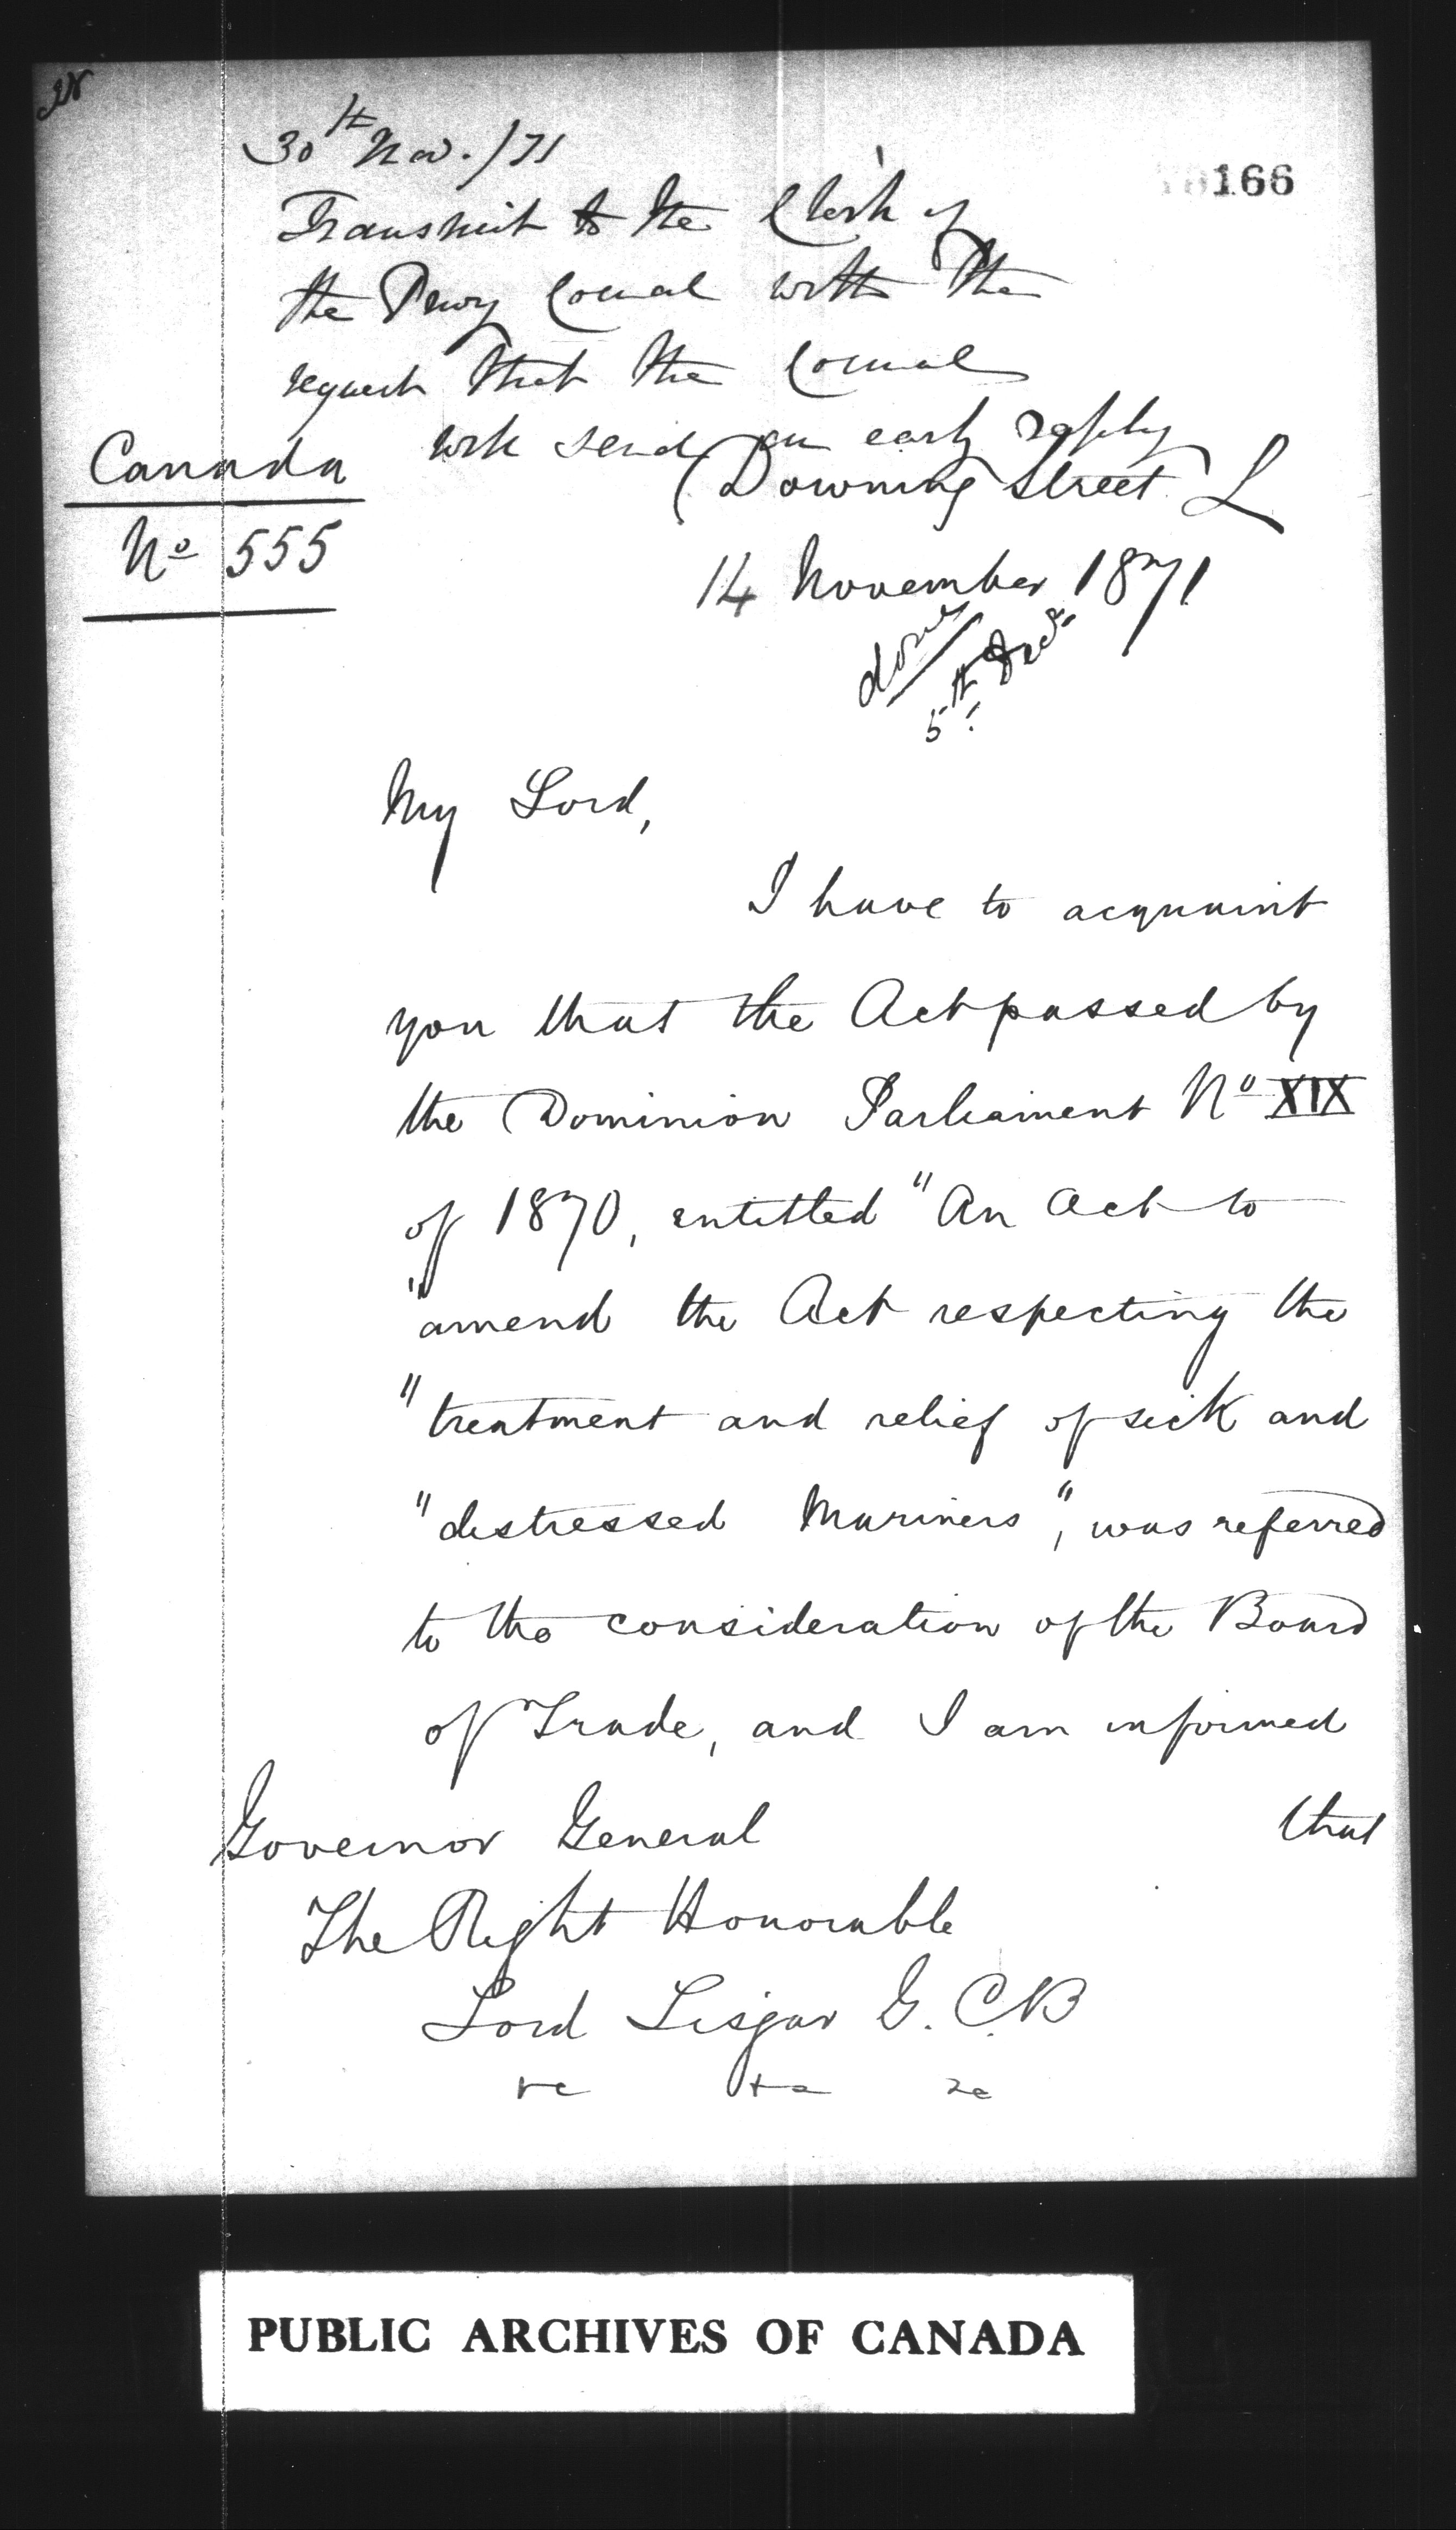 30th Nov. /71
166
Transmit to the Clerk of
the Privy Council with the
request that the Council
will send an early reply
L
Canada
No 555
Downing Street
14 November 1871
done
5th Dec.
My Lord,
I have to acquaint
you that the Act passed by
the Dominion Parliament No XIX
of 1870, entitled "An Act to
"amend the Act respecting the
"treatment and relief of sick and
"distressed Mariners", was referred
to the consideration of the Board
of Trade, and I am informed
that
Governor General
The Right Honorable
Lord Lisgar G. C. B
&c &c &c
PUBLIC ARCHIVES OF CANADA